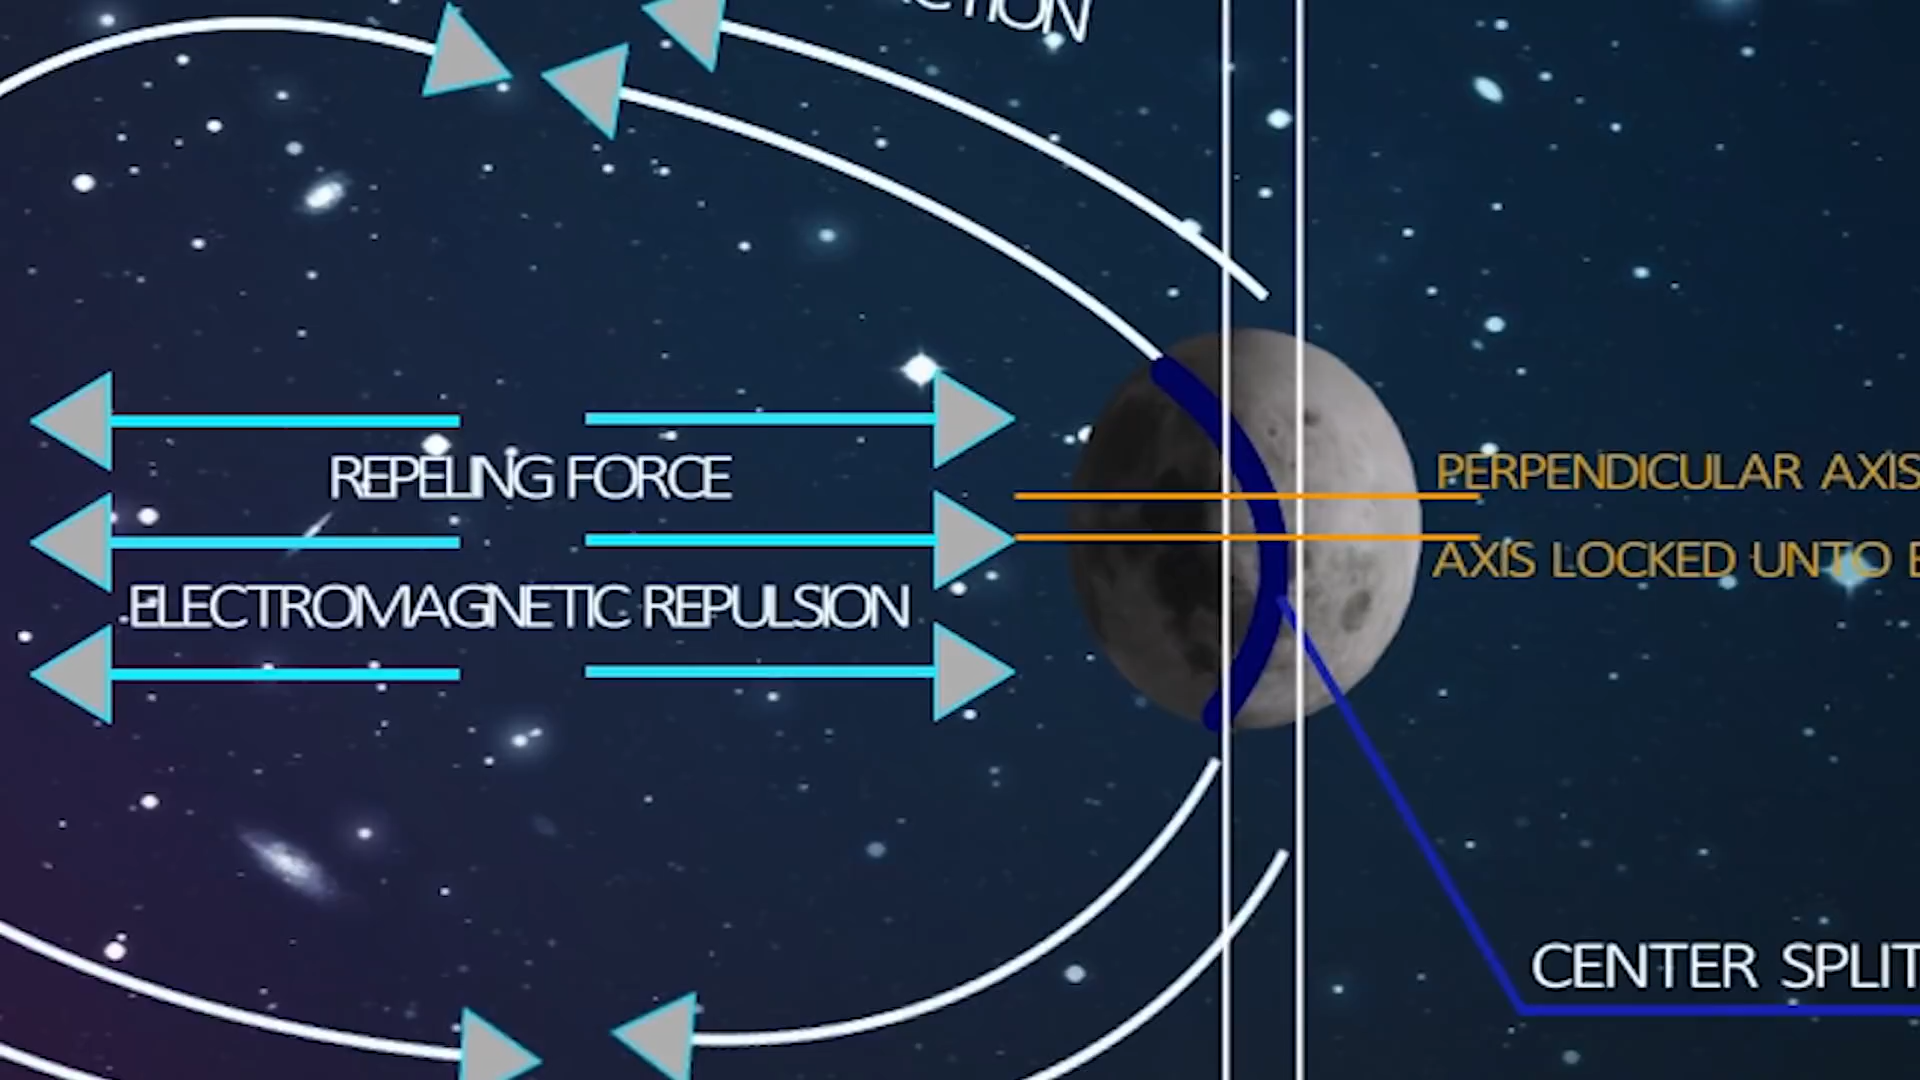 REPELING FORCE
PERPENDICULAR AXIS
AXIS LOCKED UNTO
ELECTROMAGNETIC REPULSION
CENTER SPLIT